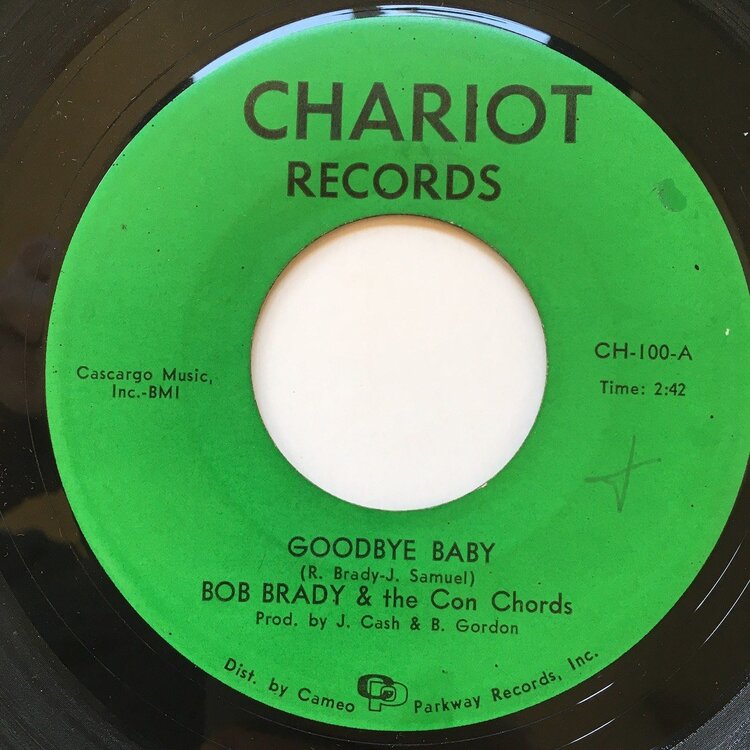 CHARIOT
RECORDS
Cascargo Music,
Inc.-BMI
CH-100-A
Time: 2:42
GOODBYE BABY
(R. Brady-J. Samuel)
BOB BRADY & the Con Chords
Prod. by J. Cash & B. Gordon
Dist. by Cameo CP Parkway Records, Inc.